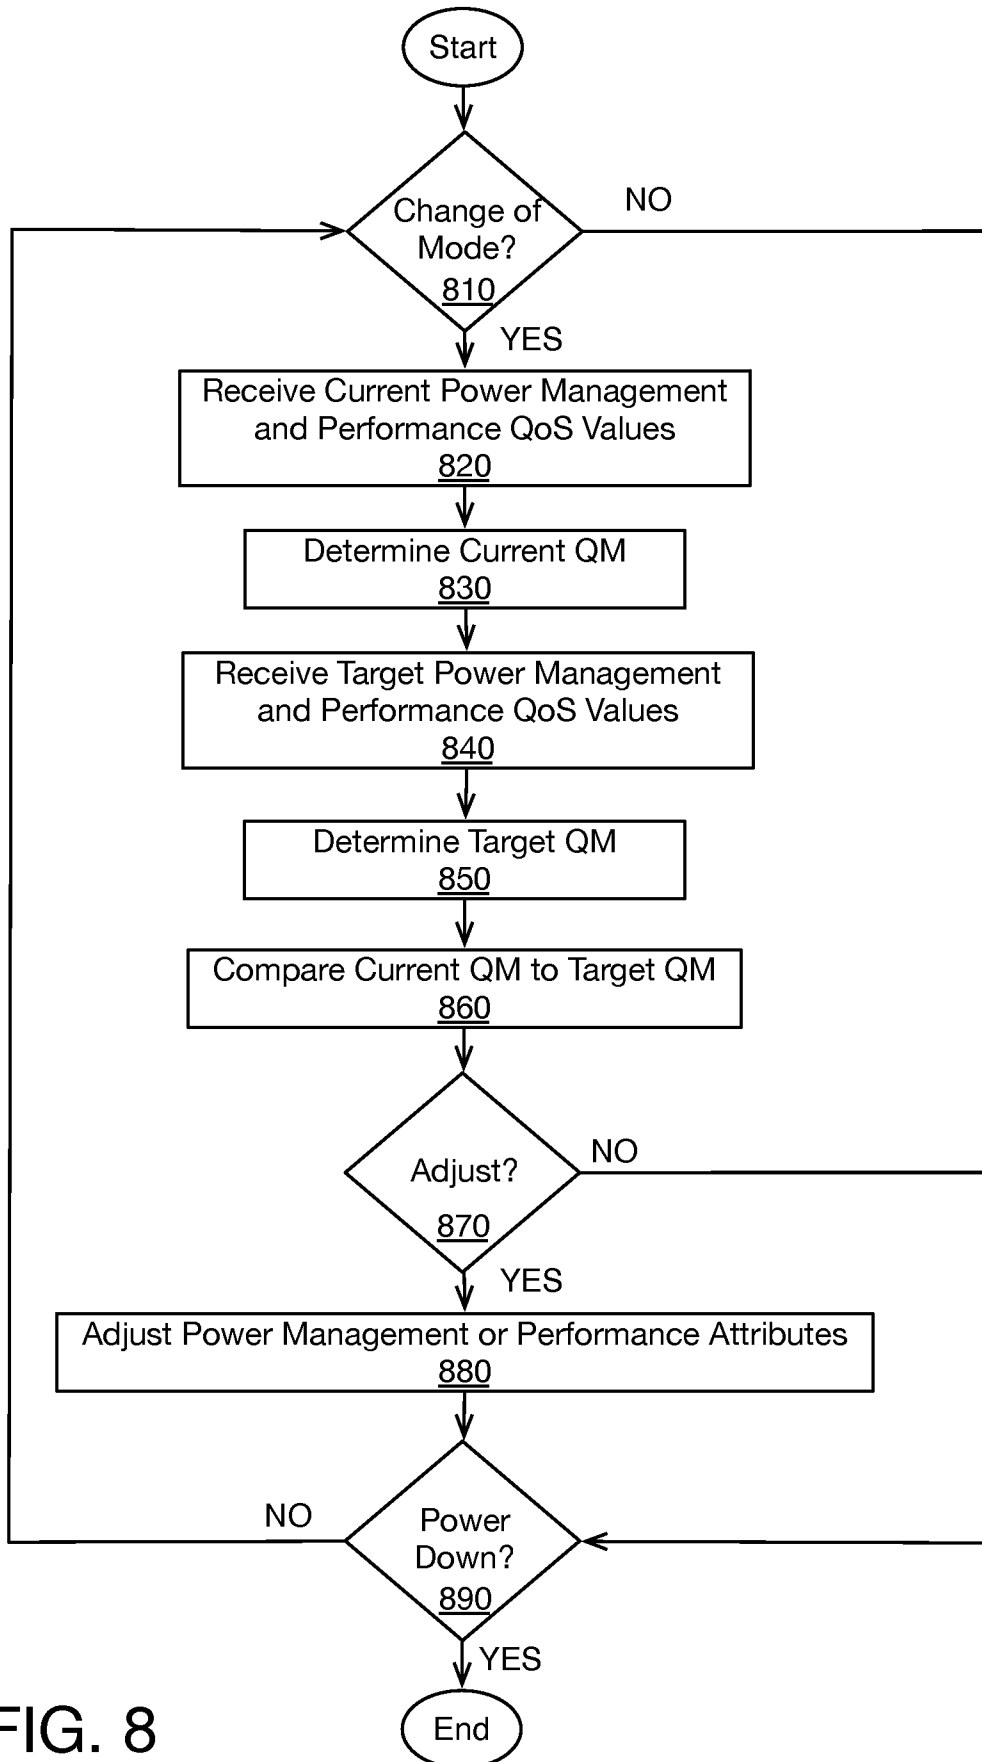 Start
Change of
Mode?
810
NO
YES
Receive Current Power Management
and Performance QoS Values
820
Determine Current QM
830
Receive Target Power Management
and Performance QoS Values
840
Determine Target QM
850
Compare Current QM to Target QM
860
Adjust?
870
NO
YES
Adjust Power Management or Performance Attributes
880
NO
Power
Down?
890
YES
End
FIG. 8